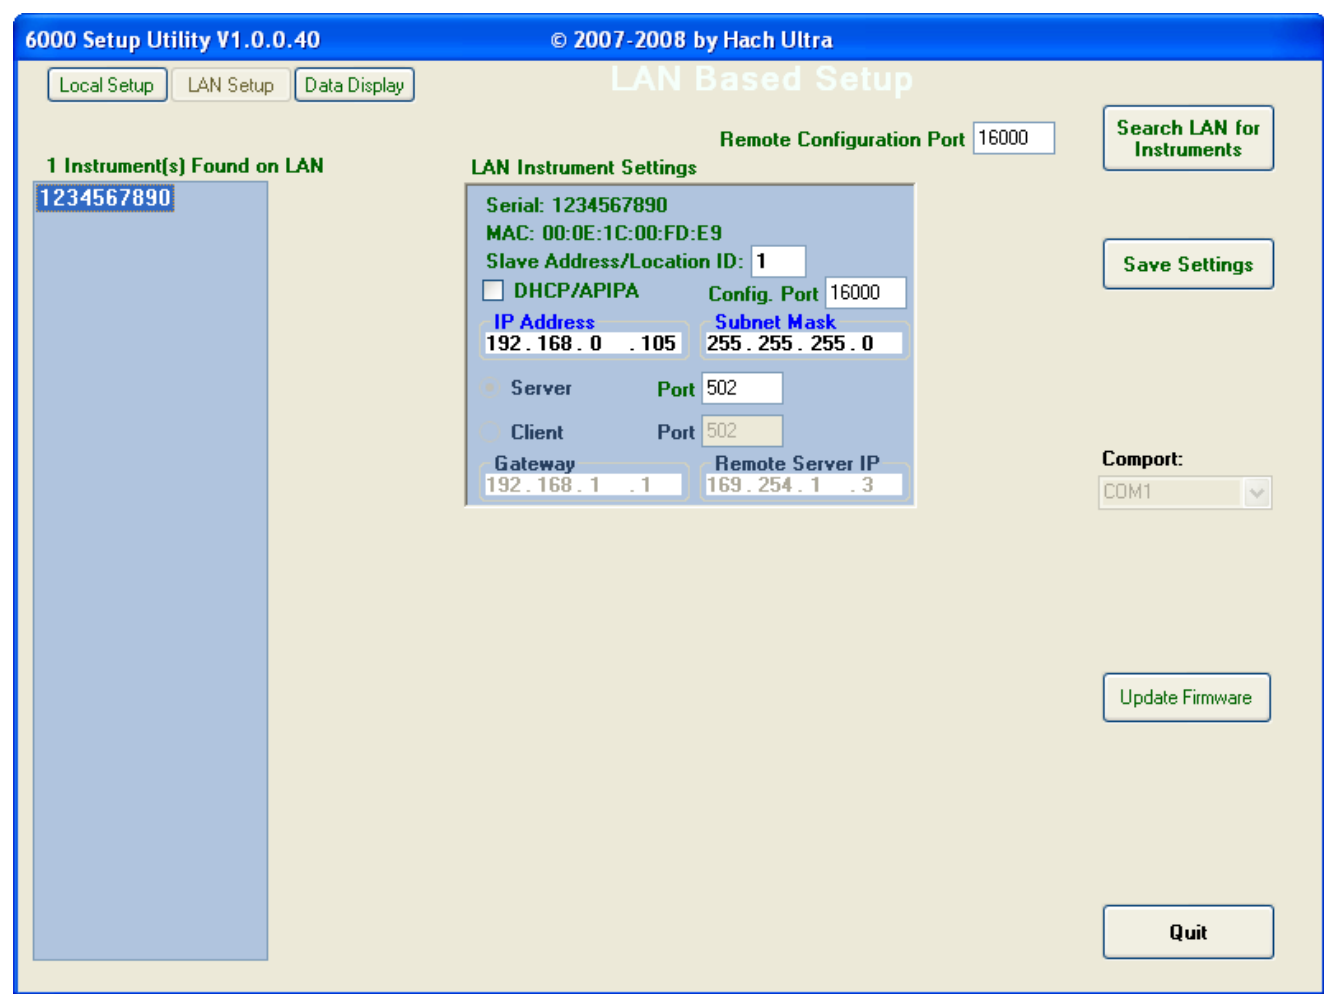 6000 Setup Utility V1.0.0.40 © 2007-2008 by Hach Ultra
Local Setup LAN Setup Data Display
LAN Based Setup
Remote Configuration Port 16000
Search LAN for
Instruments
1 Instrument(s) Found on LAN
1234567890
LAN Instrument Settings
Serial: 1234567890
MAC: 00:0E:1C:00:FD:E9
Slave Address/Location ID: 1
DHCP/APIPA Config. Port 16000
IP Address Subnet Mask
192 . 168 . 0 . 105 255 . 255 . 255 . 0
Server Port 502
Client Port 502
Gateway Remote Server IP
192 . 168 . 1 . 1 169 . 254 . 1 . 3
Save Settings
Comport:
COM1
Update Firmware
Quit